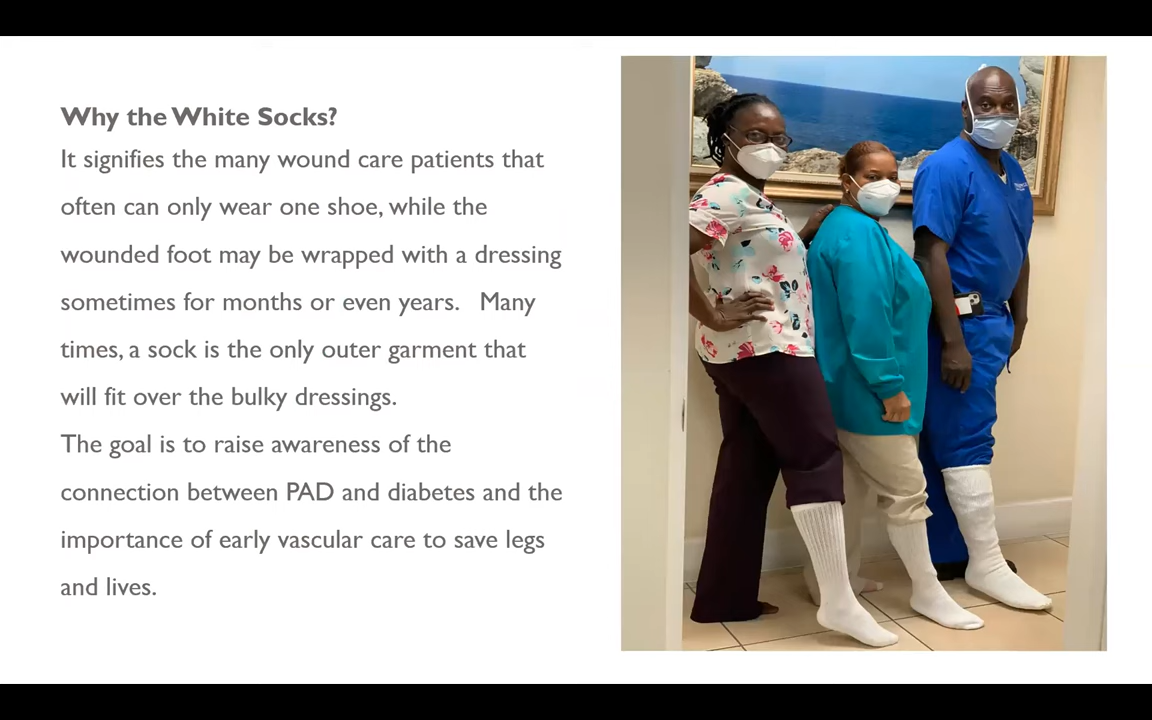 Why the White Socks?
It signifies the many wound care patients that
often can only wear one shoe, while the
wounded foot may be wrapped with a dressing
sometimes for months or even years.   Many
times, a sock is the only outer garment that
will fit over the bulky dressings.
The goal is to raise awareness of the
connection between PAD and diabetes and the
importance of early vascular care to save legs
and lives.